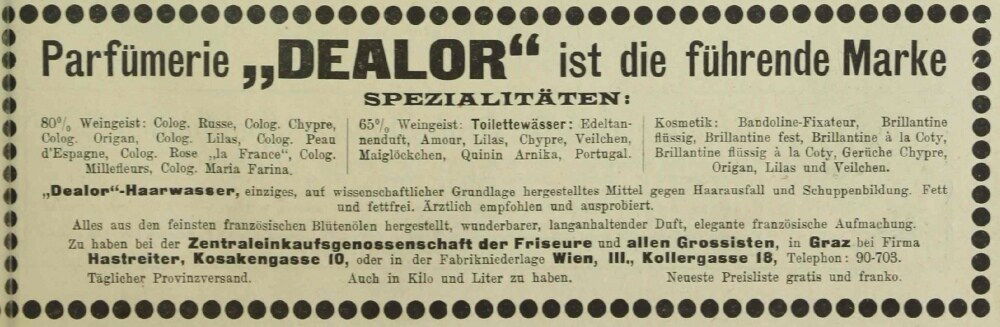 Parfümerie „DEALOR“ ist die führende Marke
SPEZIALITÄTEN:
80% Weingeist: Colog. Russe, Colog. Chypre,
Colog. Origan, Colog. Lilas, Colog. Peau
d'Espagne, Colog. Rose „la France“, Colog.
Millefleurs, Colog. Maria Farina.
65% Weingeist: Toilettewässer: Edeltan-
nenduft, Amour, Lilas, Chypre, Veilchen,
Maiglöckchen, Quinin Arnika, Portugal.
Kosmetik: Bandoline-Fixateur, Brillantine
flüssig, Brillantine fest, Brillantine à la Coty,
Brillantine flüssig à la Coty, Gerüche Chypre,
Origan, Lilas und Veilchen.
„Dealor“-Haarwasser, einziges, auf wissenschaftlicher Grundlage hergestelltes Mittel gegen Haarausfall und Schuppenbildung. Fett
und fettfrei. Ärztlich empfohlen und ausprobiert.
Alles aus den feinsten französischen Blütenölen hergestellt, wunderbarer, langanhaltender Duft, elegante französische Aufmachung.
Zu haben bei der Zentraleinkaufsgenossenschaft der Friseure und allen Grossisten, in Graz bei Firma
Hastreiter, Kosakengasse 10, oder in der Fabrikniederlage Wien, III., Kollergasse 18, Telephon: 90-703.
Täglicher Provinzversand. Auch in Kilo und Liter zu haben. Neueste Preisliste gratis und franko.